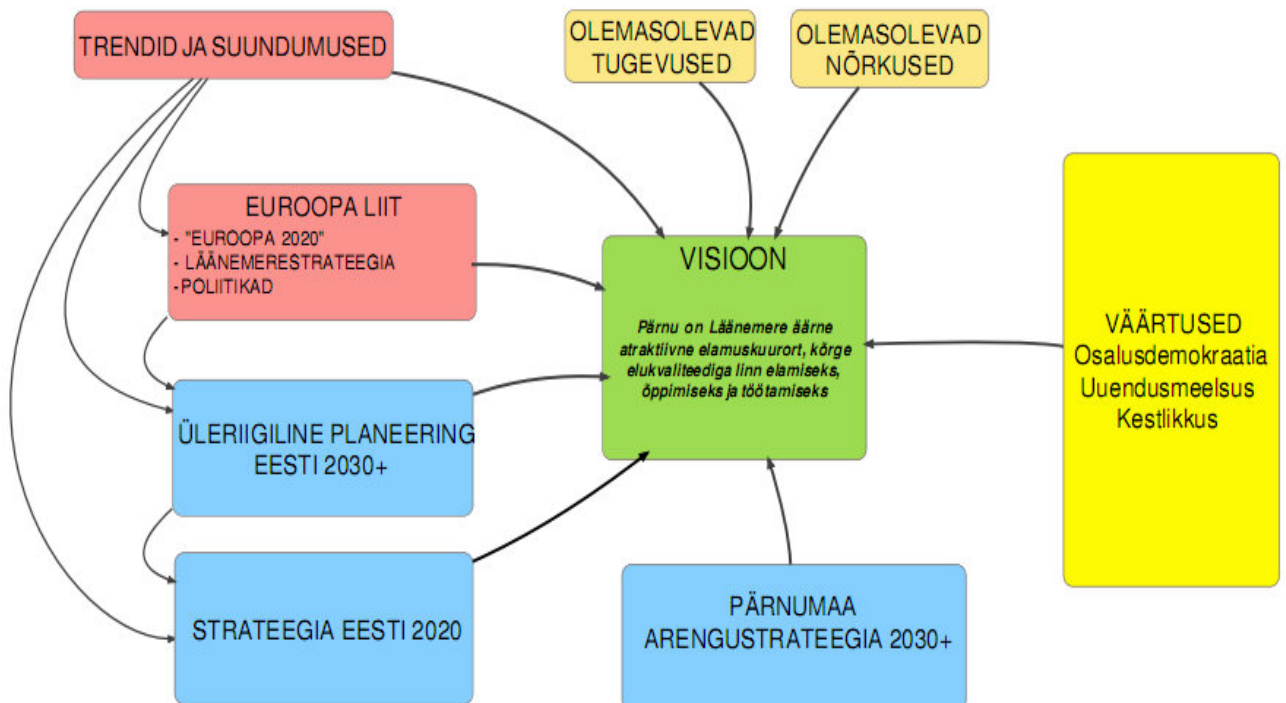 TRENDID JA SUUNDUMUSED
OLEMASOLEVAD
TUGEVUSED
OLEMASOLEVAD
NÕRKUSED
EUROOPA LIIT
- "EUROOPA 2020"
- LÄÄNEMERESTRATEEGIA
-POLIITIKAD
VISIOON
Pärnu on Läänemere äärne
atraktiivne elamuskuurort, kõrge
elukvaliteediga linn elamiseks,
õppimiseks ja töötamiseks
VÄÄRTUSED
Osalusdemokraatia
Uuendusmeelsus
Kestlikkus
ÜLERIIGILINE PLANEERING
EESTI 2030+
STRATEEGIA EESTI 2020
PÄRNUMAA
ARENGUSTRATEEGIA 2030+